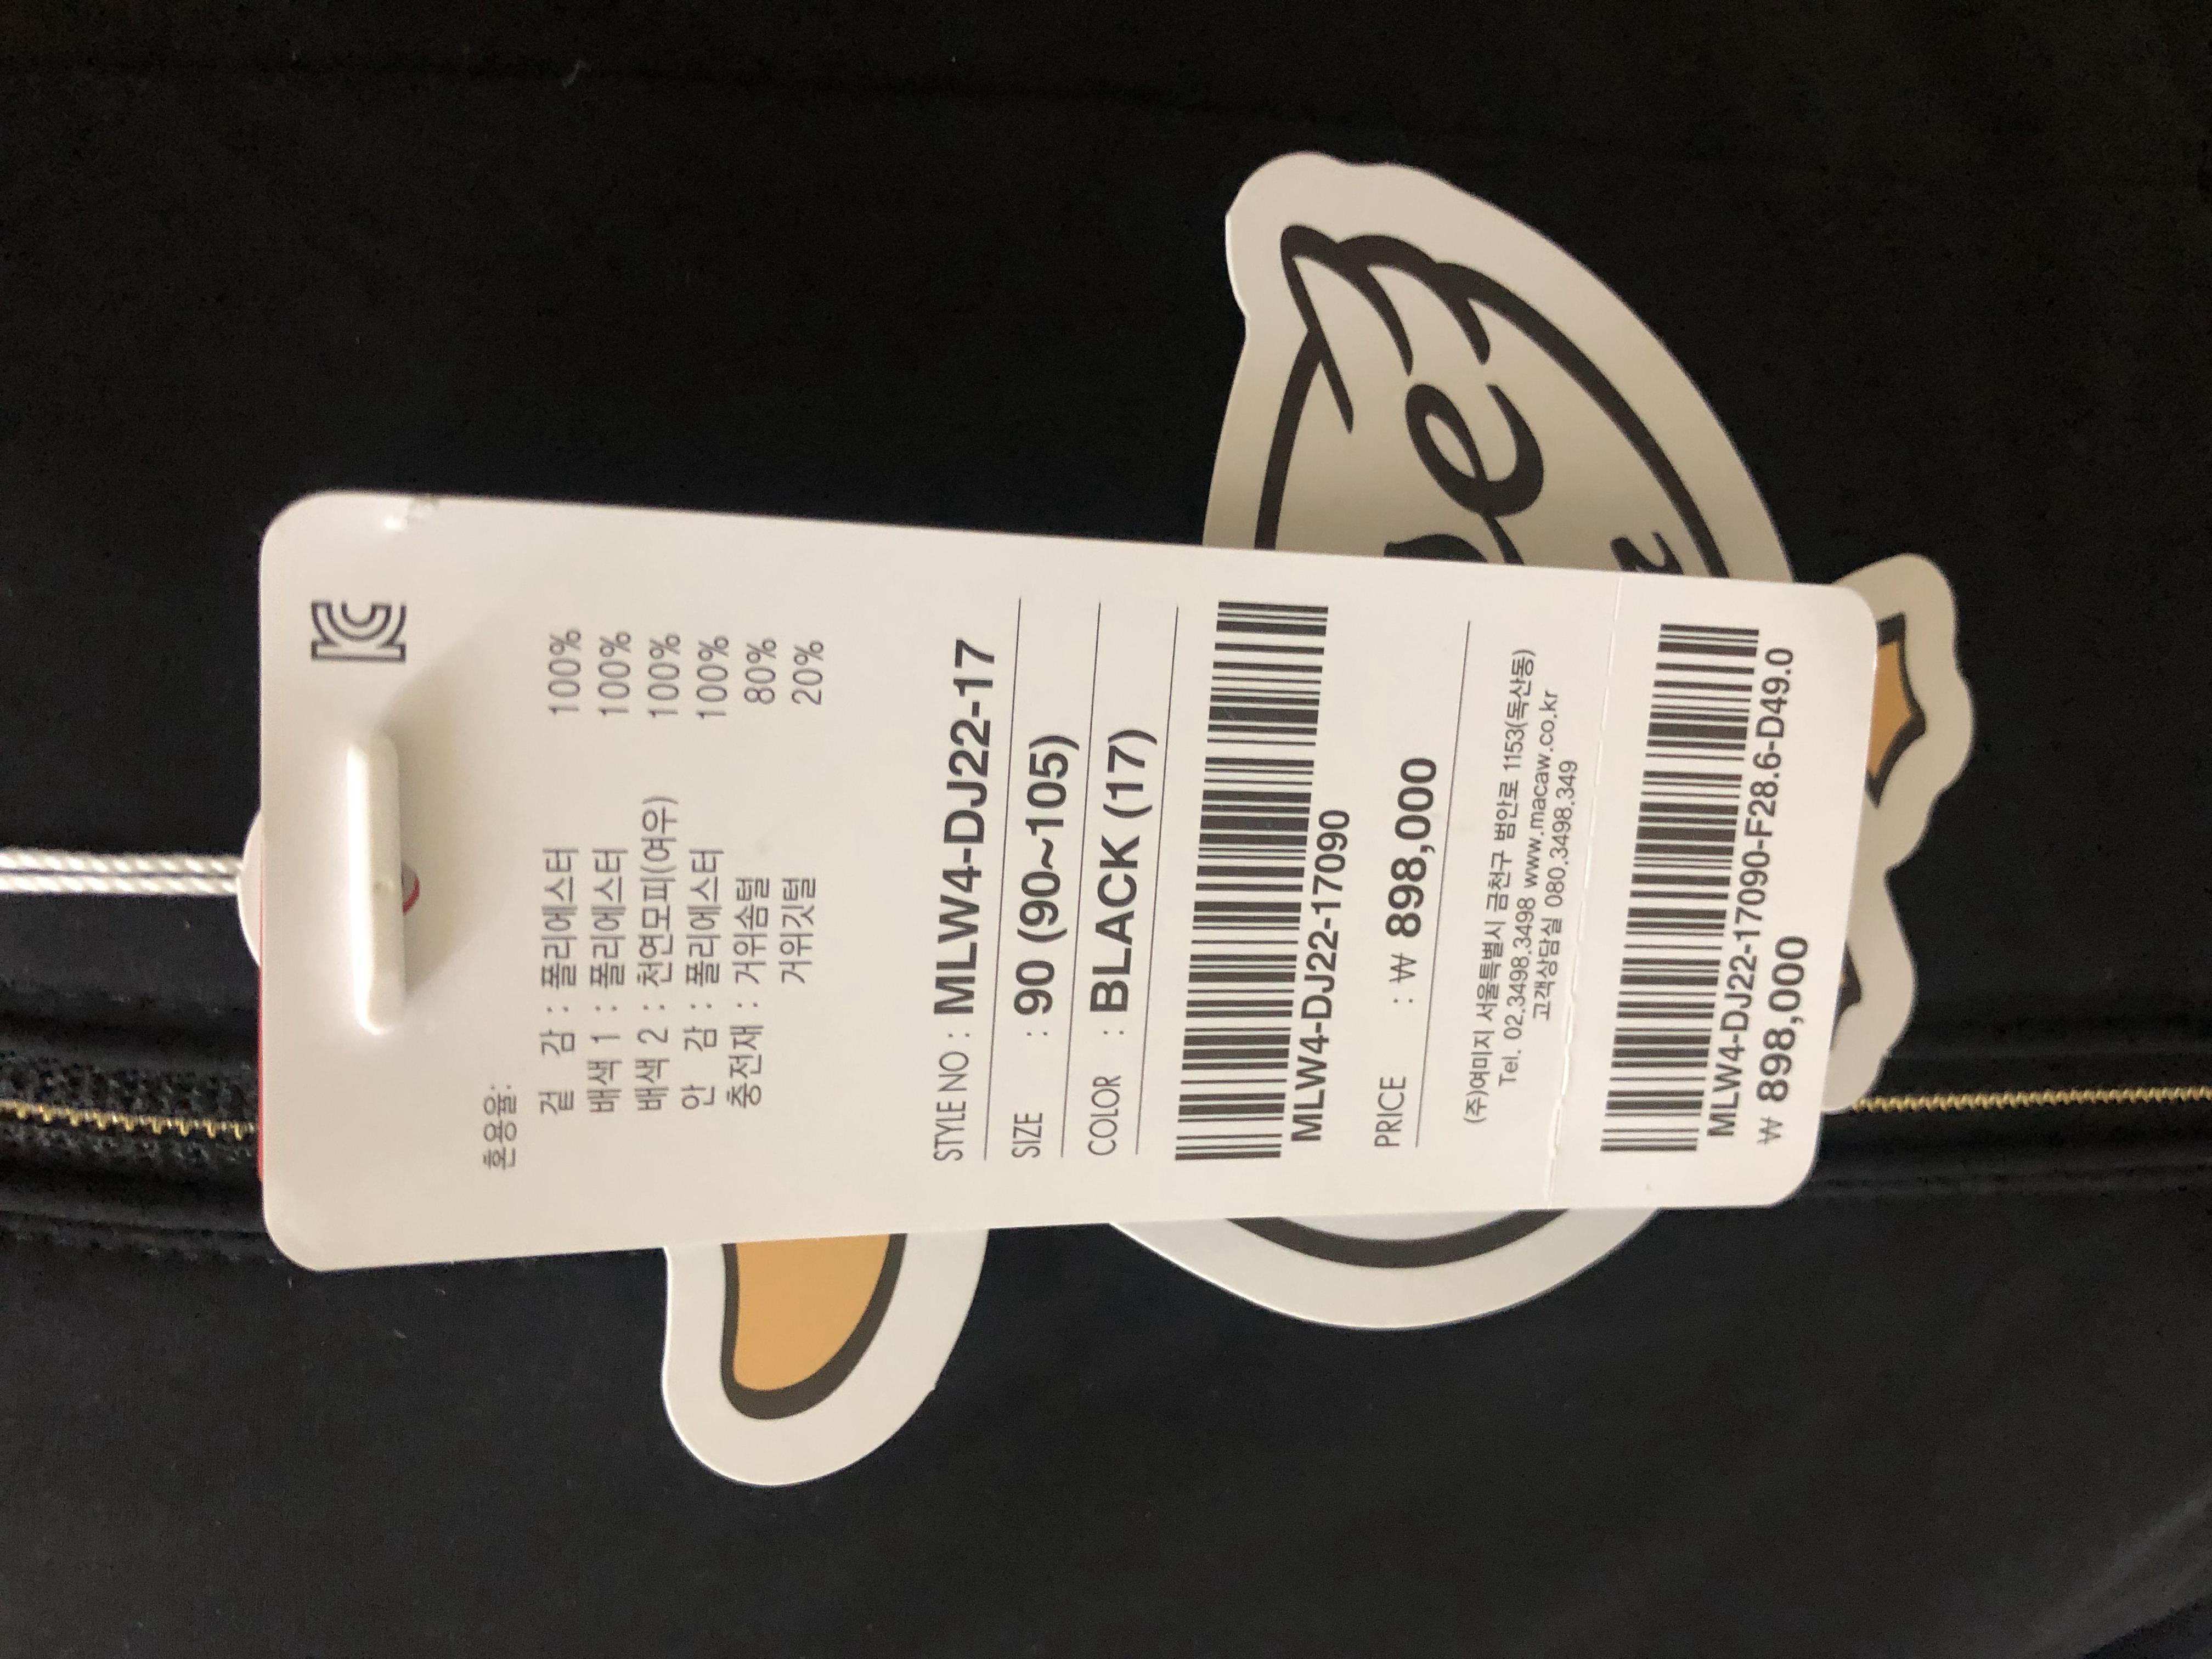 혼용율:
겉 감 : 폴리에스터 100%
배색 1 : 폴리에스터 100%
배색 2 : 천연모피(여우) 100%
안 감 : 폴리에스터 100%
충전재 : 거위솜털 80%
거위깃털 20%
STYLE NO : MLW4-DJ22-17
SIZE : 90 (90~105)
COLOR : BLACK (17)
MLW4-DJ22-17090
PRICE : ₩ 898,000
(주)여미지 서울특별시 금천구 범안로 1153(독산동)
Tel. 02.3498.3498 www.macaw.co.kr
고객상담실 080.3498.349
MLW4-DJ22-17090-F28.6-D49.0
₩ 898,000